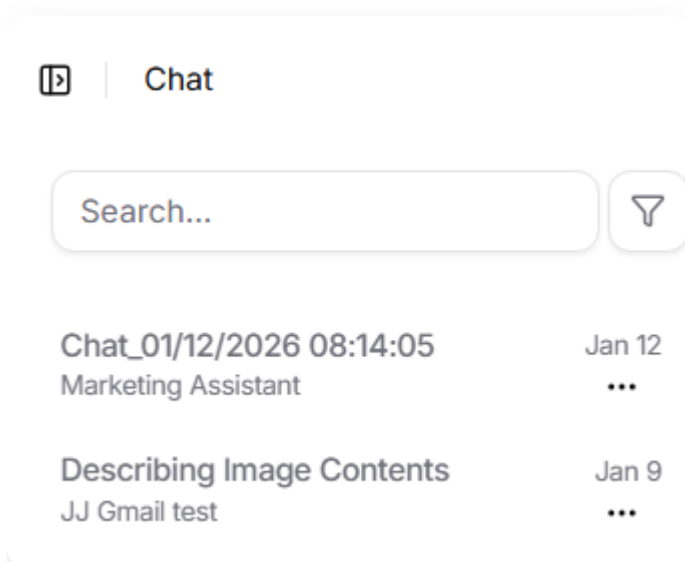 Chat
Search...
Chat_01/12/2026 08:14:05 Jan 12
Marketing Assistant
Describing Image Contents Jan 9
JJ Gmail test